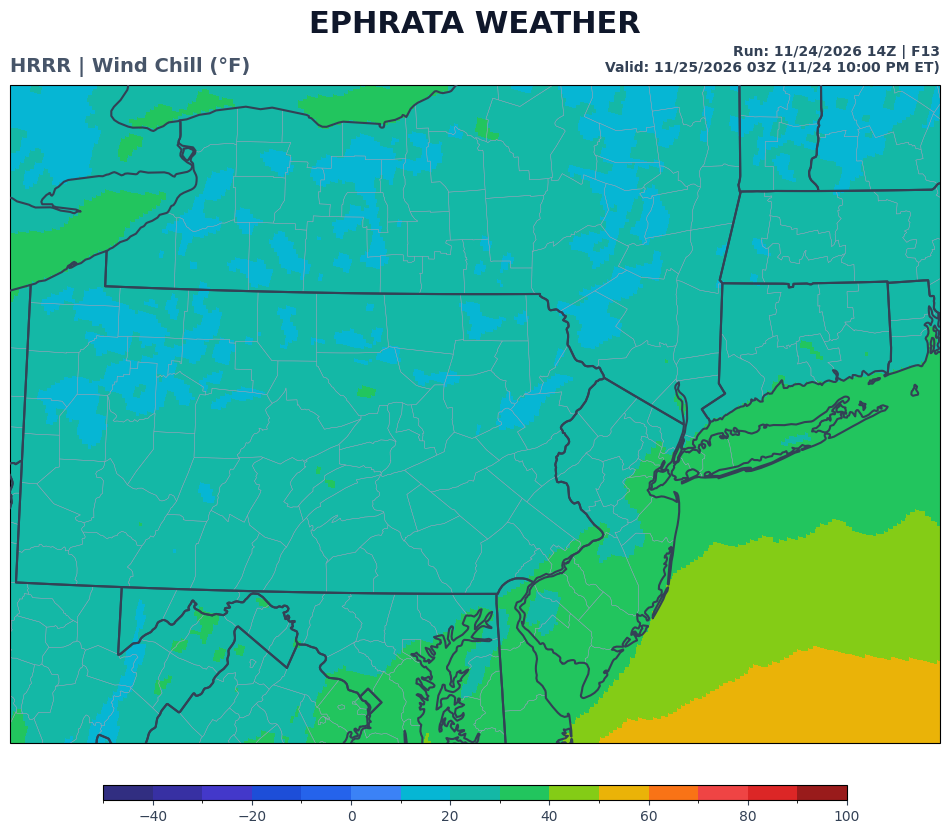 EPHRATA WEATHER
HRRR | Wind Chill (°F)
Run: 11/24/2026 14Z | F13
Valid: 11/25/2026 03Z (11/24 10:00 PM ET)
−40 −20 0 20 40 60 80 100